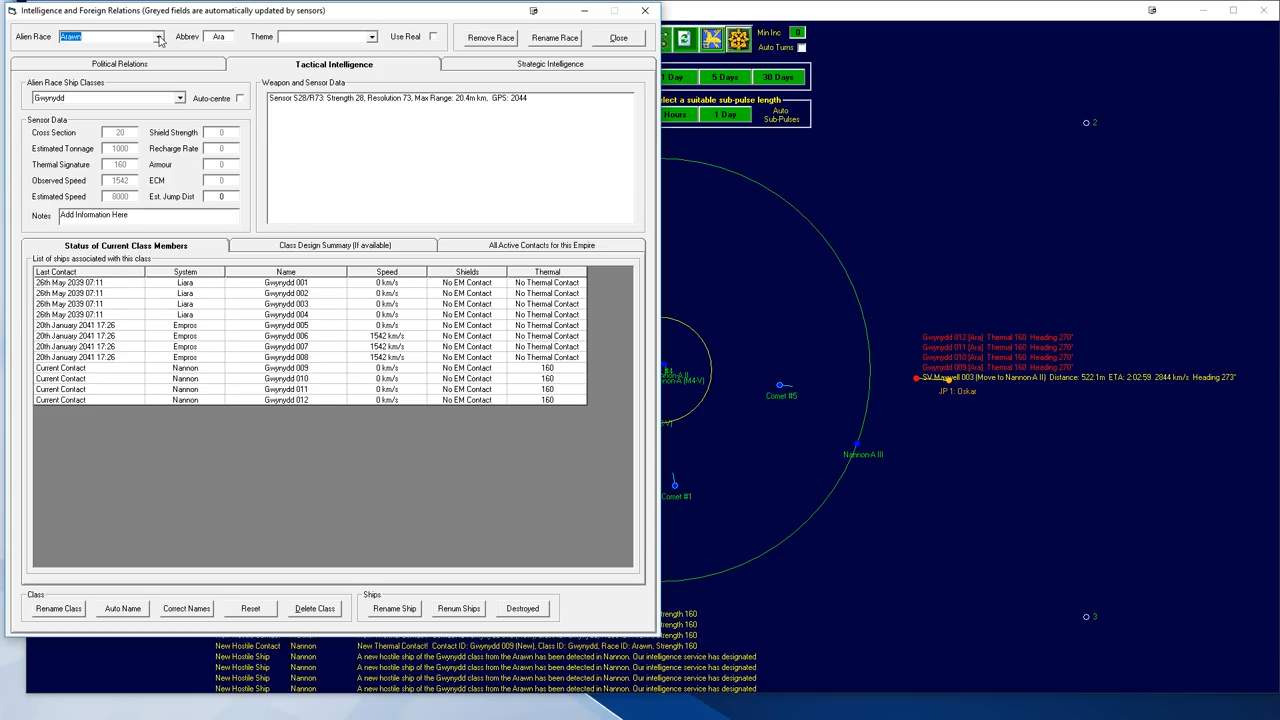 Intelligence and Foreign Relations (Greyed fields are automatically updated by sensors)
Alien Race Arawn Abbrev Ara Theme Use Real Remove Race Rename Race Close
Political Relations Tactical Intelligence Strategic Intelligence
Alien Race Ship Classes
Gwynydd Auto-centre
Sensor Data
Cross Section 20 Shield Strength 0
Estimated Tonnage 1000 Recharge Rate 0
Thermal Signature 160 Armour 0
Observed Speed 1542 ECM 0
Estimated Speed 8000 Est. Jump Dist 0
Notes Add Information Here
Weapon and Sensor Data
Sensor S28/R73: Strength 28, Resolution 73, Max Range: 20.4m km, GPS: 2044
Status of Current Class Members Class Design Summary (If available) All Active Contacts for this Empire
List of ships associated with this class
Last Contact System Name Speed Shields Thermal
26th May 2039 07:11 Liara Gwynydd 001 0 km/s No EM Contact No Thermal Contact
26th May 2039 07:11 Liara Gwynydd 002 0 km/s No EM Contact No Thermal Contact
26th May 2039 07:11 Liara Gwynydd 003 0 km/s No EM Contact No Thermal Contact
26th May 2039 07:11 Liara Gwynydd 004 0 km/s No EM Contact No Thermal Contact
20th January 2041 17:26 Empros Gwynydd 005 0 km/s No EM Contact No Thermal Contact
20th January 2041 17:26 Empros Gwynydd 006 1542 km/s No EM Contact No Thermal Contact
20th January 2041 17:26 Empros Gwynydd 007 1542 km/s No EM Contact No Thermal Contact
20th January 2041 17:26 Empros Gwynydd 008 1542 km/s No EM Contact No Thermal Contact
Current Contact Nannon Gwynydd 009 0 km/s No EM Contact 160
Current Contact Nannon Gwynydd 010 0 km/s No EM Contact 160
Current Contact Nannon Gwynydd 011 0 km/s No EM Contact 160
Current Contact Nannon Gwynydd 012 0 km/s No EM Contact 160
Class
Rename Class Auto Name Correct Names Reset Delete Class
Ships
Rename Ship Renum Ships Destroyed
Min Inc. 0
Auto Turns
1 Day 5 Days 30 Days
elect a suitable sub-pulse length
Hours 1 Day Auto Sub-Pulses
2
Gwynydd 012 [Ara] Thermal 160 Heading 270°
Gwynydd 011 [Ara] Thermal 160 Heading 270°
Gwynydd 010 [Ara] Thermal 160 Heading 270°
Gwynydd 009 [Ara] Thermal 160 Heading 270°
SV Maxwell 003 (Move to Nannon-A II) Distance: 522.1m ETA: 2:02:59 2844 km/s Heading 273°
JP 1: Oskar
Comet #5
Nannon-A III
Comet #1
3
trength 160
trength 160
trength 160
New Hostile Contact Nannon New Thermal Contact! Contact ID: Gwynydd 009 (New), Class ID: Gwynydd, Race ID: Arawn, Strength 160
New Hostile Ship Nannon A new hostile ship of the Gwynydd class from the Arawn has been detected in Nannon. Our intelligence service has designated
New Hostile Ship Nannon A new hostile ship of the Gwynydd class from the Arawn has been detected in Nannon. Our intelligence service has designated
New Hostile Ship Nannon A new hostile ship of the Gwynydd class from the Arawn has been detected in Nannon. Our intelligence service has designated
New Hostile Ship Nannon A new hostile ship of the Gwynydd class from the Arawn has been detected in Nannon. Our intelligence service has designated